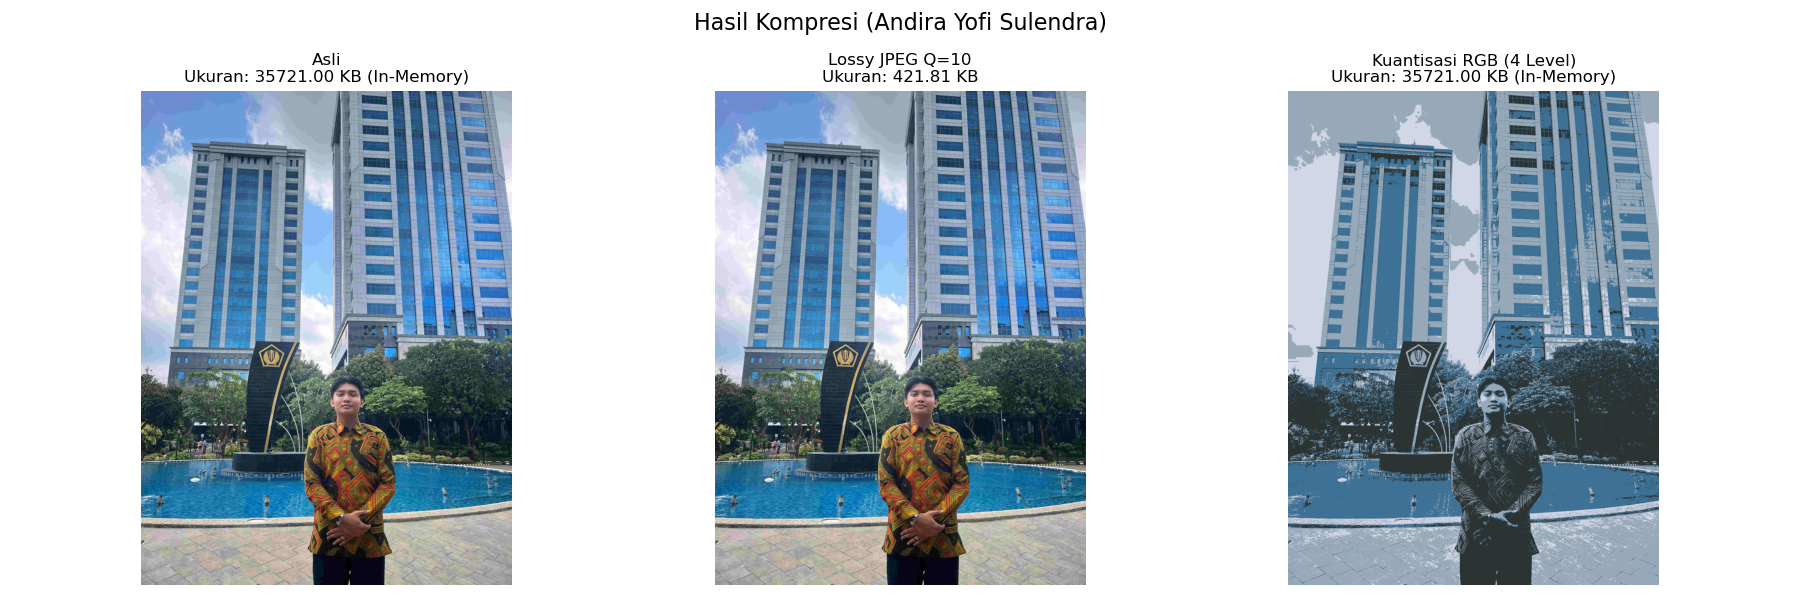 Hasil Kompresi (Andira Yofi Sulendra)
Asli
Ukuran: 35721.00 KB (In-Memory)
Lossy JPEG Q=10
Ukuran: 421.81 KB
Kuantisasi RGB (4 Level)
Ukuran: 35721.00 KB (In-Memory)